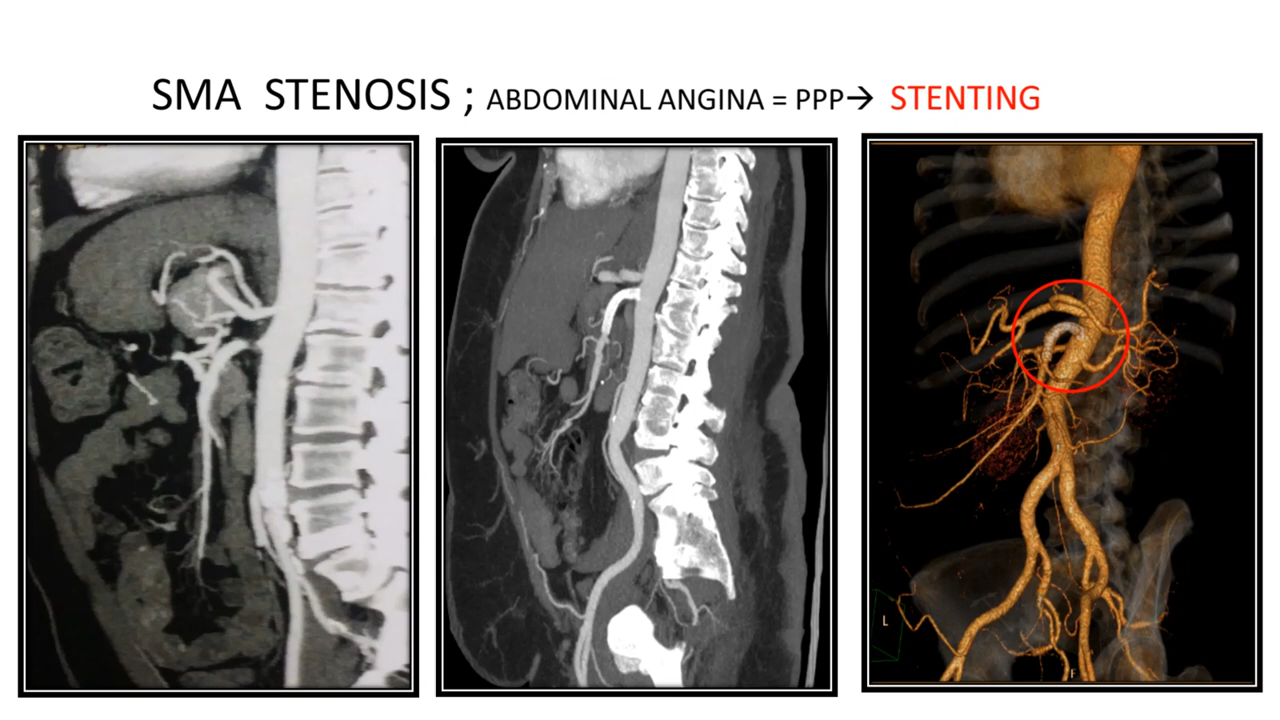 SMA STENOSIS ; ABDOMINAL ANGINA = PPP→ STENTING
L
A
F